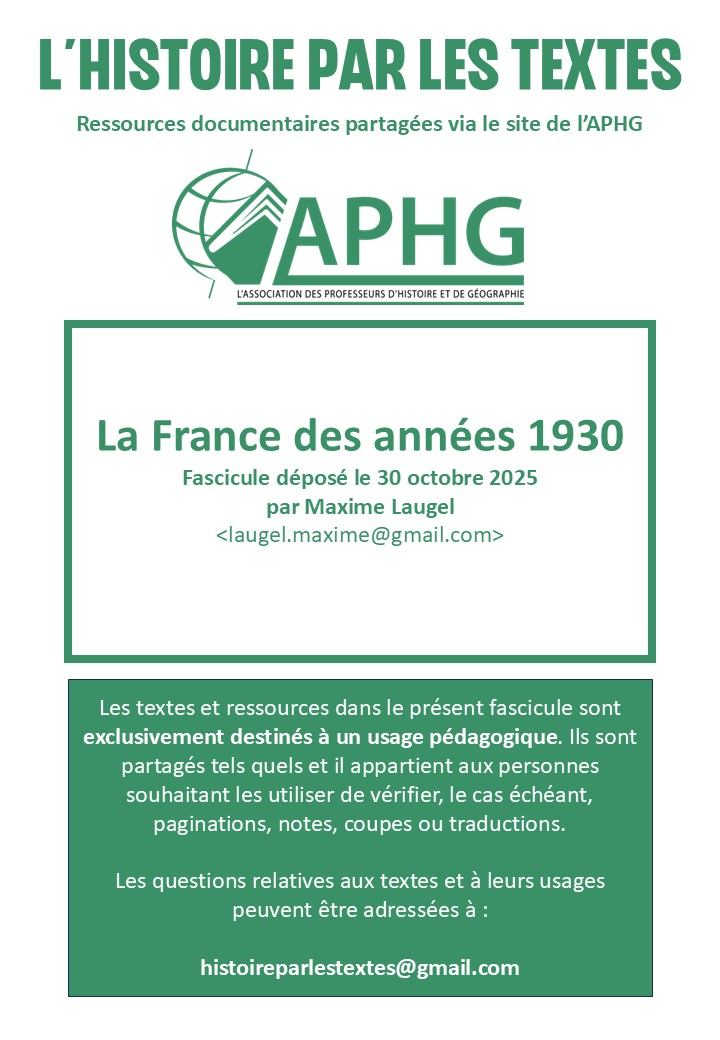 L'HISTOIRE PAR LES TEXTES
Ressources documentaires partagées via le site de l'APHG
APHG
L'ASSOCIATION DES PROFESSEURS D'HISTOIRE ET DE GÉOGRAPHIE
La France des années 1930
Fascicule déposé le 30 octobre 2025
par Maxime Laugel
<laugel.maxime@gmail.com>
Les textes et ressources dans le présent fascicule sont
exclusivement destinés à un usage pédagogique. Ils sont
partagés tels quels et il appartient aux personnes
souhaitant les utiliser de vérifier, le cas échéant,
paginations, notes, coupes ou traductions.
Les questions relatives aux textes et à leurs usages
peuvent être adressées à :
histoireparlestextes@gmail.com